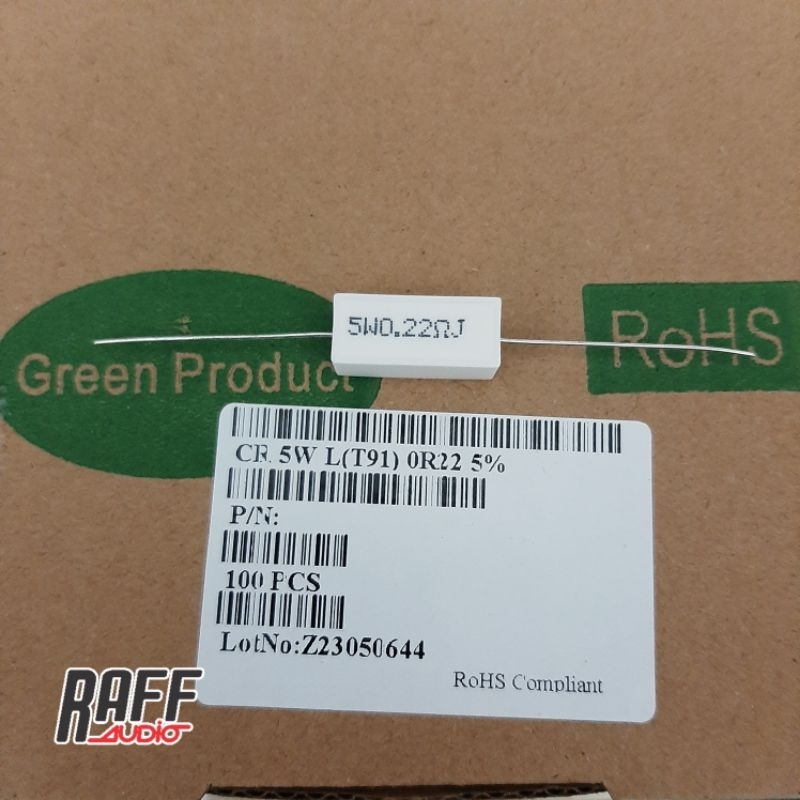 5W0.22ΩJ
Green Product
RoHS
CR 5W L(T91) 0R22 5%
P/N:
100 PCS
LotNo:Z23050644
RoHS Compliant
RAFF
AUDIO